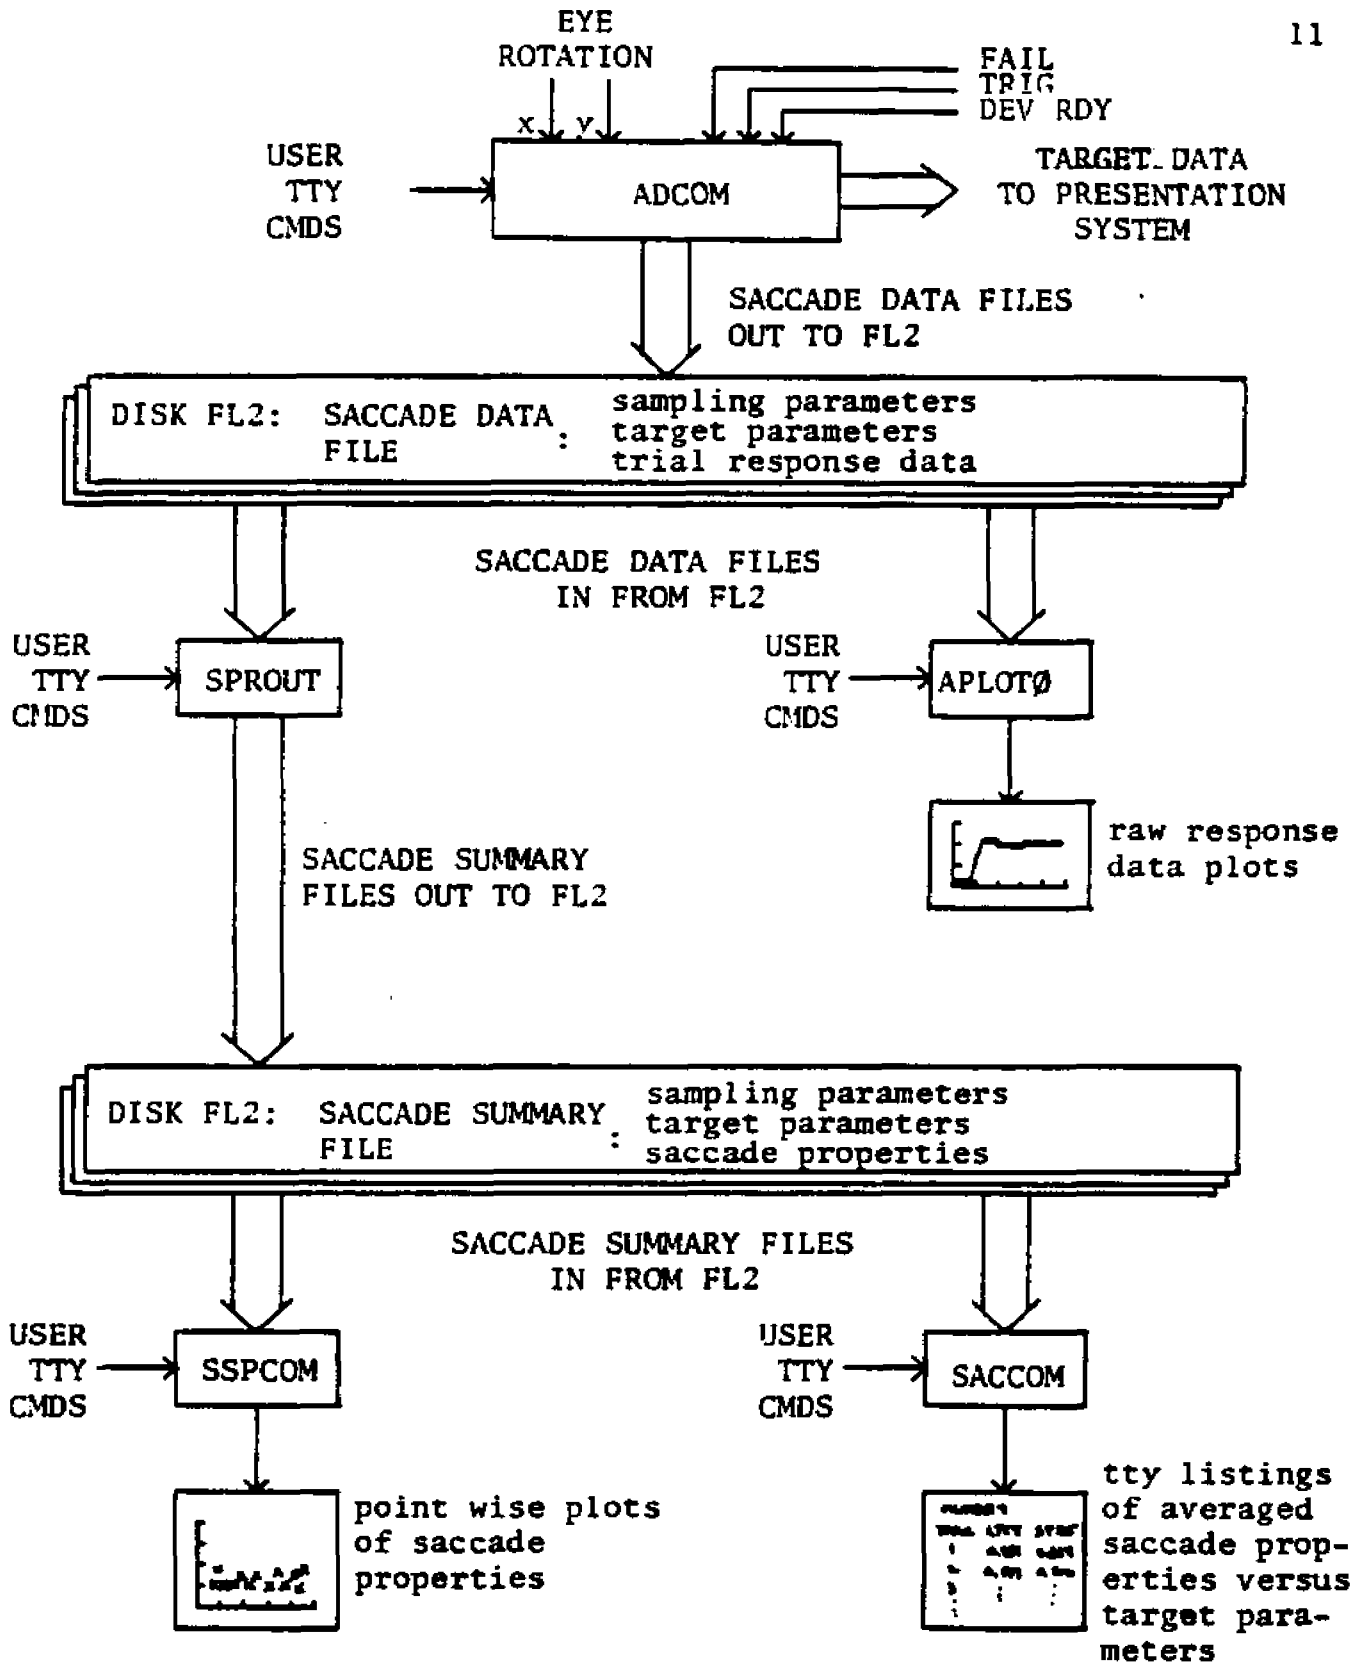 11
EYE
ROTATION
FAIL
TRIG
DEV RDY
x y
USER
TTY
CMDS
ADCOM
TARGET DATA
TO PRESENTATION
SYSTEM
SACCADE DATA FILES
OUT TO FL2
DISK FL2: SACCADE DATA
FILE :
sampling parameters
target parameters
trial response data
SACCADE DATA FILES
IN FROM FL2
USER
TTY
CMDS
SPROUT
USER
TTY
CMDS
APLOTØ
raw response
data plots
SACCADE SUMMARY
FILES OUT TO FL2
DISK FL2: SACCADE SUMMARY
FILE :
sampling parameters
target parameters
saccade properties
SACCADE SUMMARY FILES
IN FROM FL2
USER
TTY
CMDS
SSPCOM
USER
TTY
CMDS
SACCOM
point wise plots
of saccade
properties
tty listings
of averaged
saccade prop-
erties versus
target para-
meters